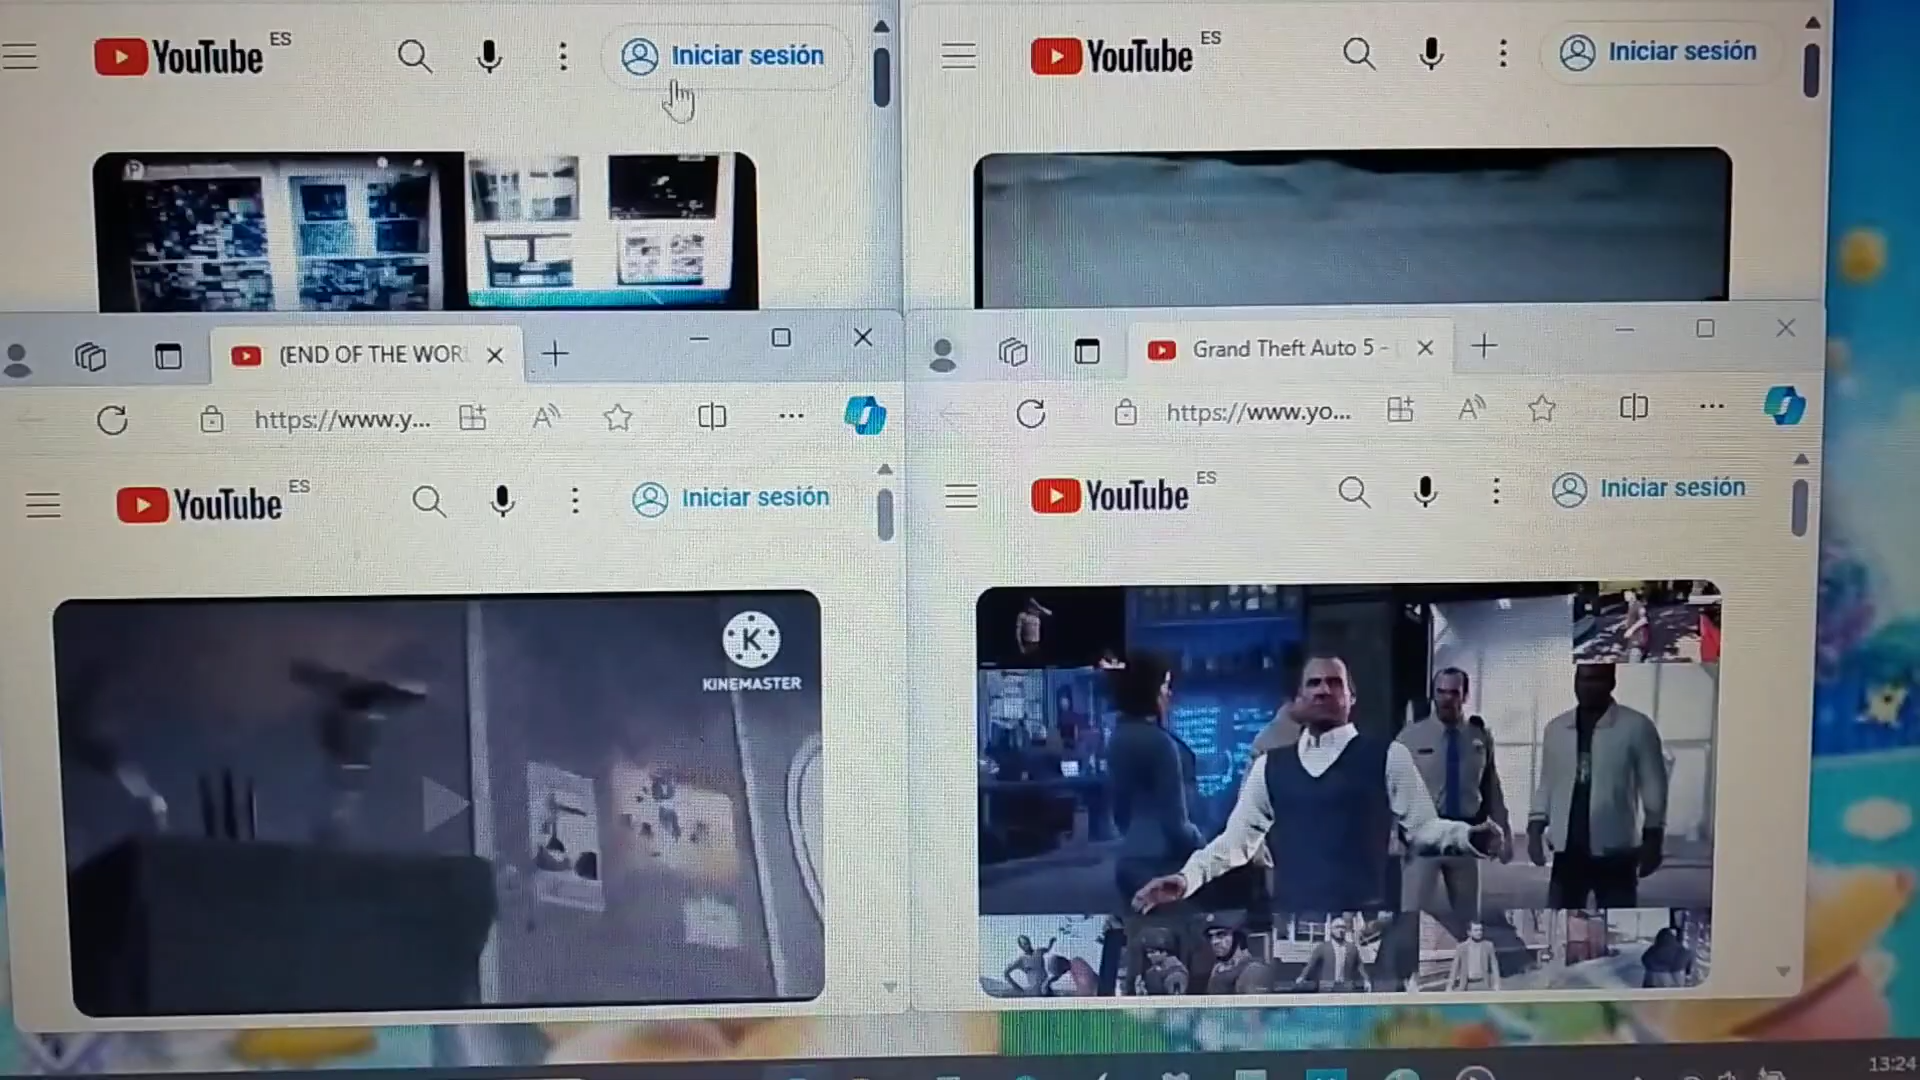 YouTube ES
Iniciar sesión
YouTube ES
Iniciar sesión
(END OF THE WOR
https://www.y...
YouTube ES
Iniciar sesión
K
KINEMASTER
Grand Theft Auto 5 -
https://www.yo...
YouTube ES
Iniciar sesión
13:24